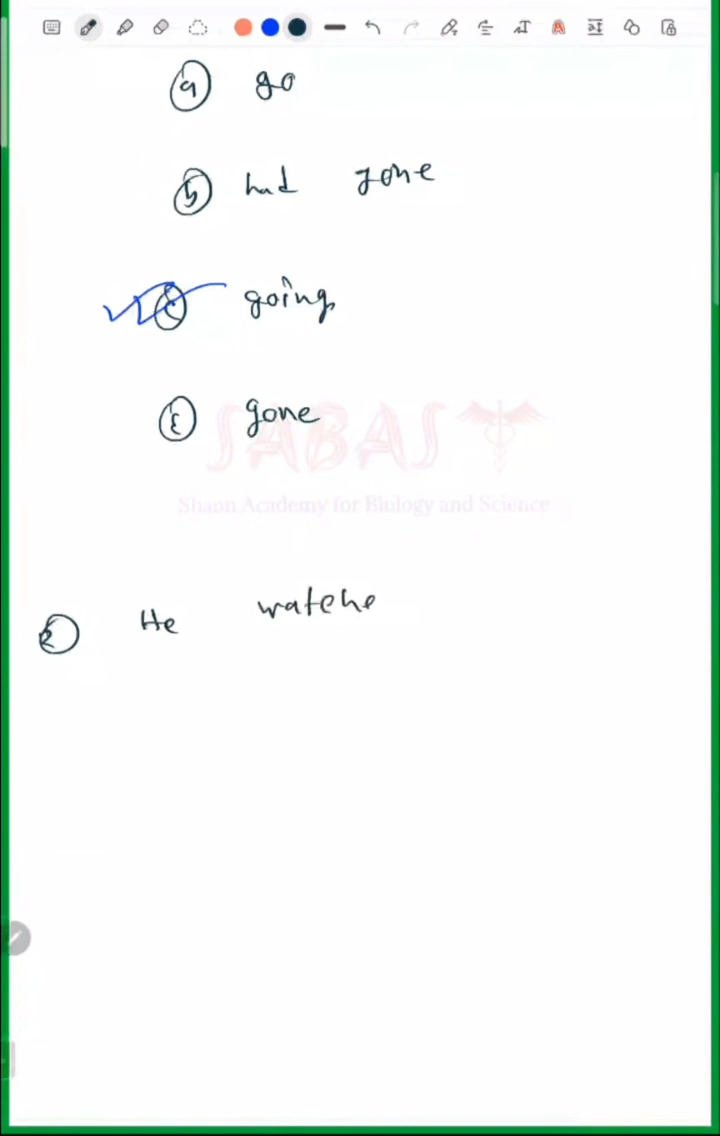 a go
b had gone
c going
d gone
SABAS
Shaon Academy for Biology and Science
2 He watche